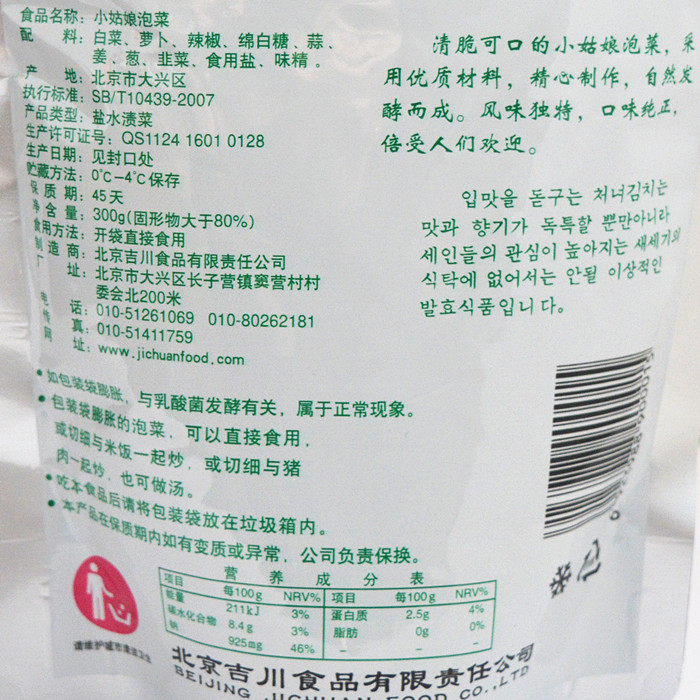 食品名称：小姑娘泡菜
配　　料：白菜、萝卜、辣椒、绵白糖、蒜、
姜、葱、韭菜、食用盐、味精。
产　　地：北京市大兴区
执行标准：SB/T10439-2007
产品类型：盐水渍菜
生产许可证号：QS1124 1601 0128
生产日期：见封口处
贮藏方法：0℃-4℃保存
保 质 期：45天
净 含 量：300g(固形物大于80%)
食用方法：开袋直接食用
制 造 商：北京吉川食品有限责任公司
厂　　址：北京市大兴区长子营镇窦营村村
委会北200米
电　　话：010-51261069 010-80262181
传　　真：010-51411759
网　　址：www.jichuanfood.com
清脆可口的小姑娘泡菜，采
用优质材料，精心制作，自然发
酵而成。风味独特，口味纯正，
倍受人们欢迎。
입맛을 돋구는 처녀김치는
맛과 향기가 독특할 뿐만아니라
세인들의 관심이 높아지는 새세기의
식탁에 없어서는 안될 이상적인
발효식품입니다。
• 如包装袋膨胀，与乳酸菌发酵有关，属于正常现象。
• 包装袋膨胀的泡菜，可以直接食用，
或切细与米饭一起炒，或切细与猪
肉一起炒，也可做汤。
• 吃本食品后请将包装袋放在垃圾箱内。
• 本产品在保质期内如有变质或异常，公司负责保换。
请维护城市清洁卫生
营 养 成 分 表
项目 每100g NRV% 项目 每100g NRV%
能量 211kJ 3% 蛋白质 2.5g 4%
碳水化合物 8.4g 3% 脂肪 0g 0%
钠 925mg 46% – – –
北京吉川食品有限责任公司
BEIJING JICHUAN FOOD CO.,LTD